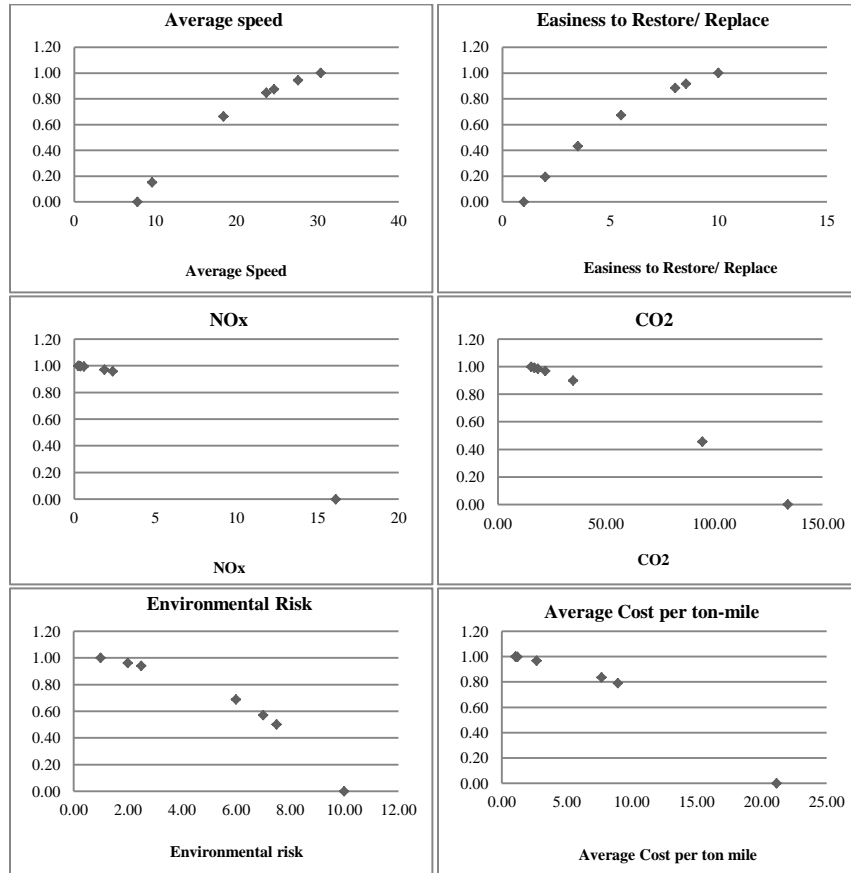 Average speed
1.20
1.00
0.80
0.60
0.40
0.20
0.00
0 10 20 30 40
Average Speed
Easiness to Restore/ Replace
1.20
1.00
0.80
0.60
0.40
0.20
0.00
0 5 10 15
Easiness to Restore/ Replace
NOx
1.20
1.00
0.80
0.60
0.40
0.20
0.00
0 5 10 15 20
NOx
CO2
1.20
1.00
0.80
0.60
0.40
0.20
0.00
0.00 50.00 100.00 150.00
CO2
Environmental Risk
1.20
1.00
0.80
0.60
0.40
0.20
0.00
0.00 2.00 4.00 6.00 8.00 10.00 12.00
Environmental risk
Average Cost per ton-mile
1.20
1.00
0.80
0.60
0.40
0.20
0.00
0.00 5.00 10.00 15.00 20.00 25.00
Average Cost per ton mile